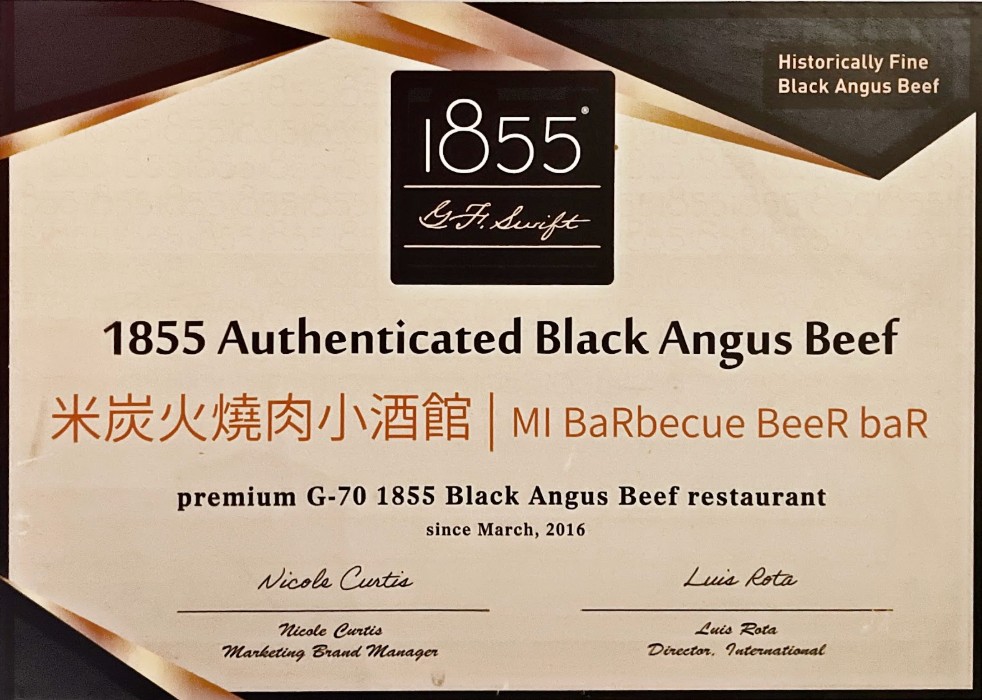 Historically Fine
Black Angus Beef
1855®
G.F. Swift
1855 Authenticated Black Angus Beef
米炭火燒肉小酒館 | MI BaRbecue BeeR baR
premium G-70 1855 Black Angus Beef restaurant
since March, 2016
Nicole Curtis Luis Rota
Nicole Curtis Luis Rota
Marketing Brand Manager Director, International